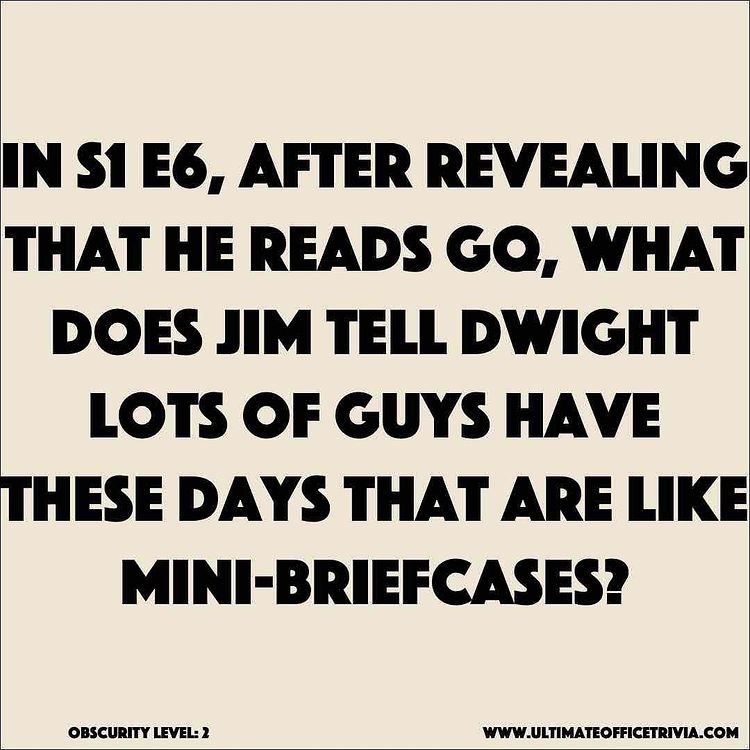 IN S1 E6, AFTER REVEALING
THAT HE READS GQ, WHAT
DOES JIM TELL DWIGHT
LOTS OF GUYS HAVE
THESE DAYS THAT ARE LIKE
MINI-BRIEFCASES?
OBSCURITY LEVEL: 2
WWW.ULTIMATEOFFICETRIVIA.COM